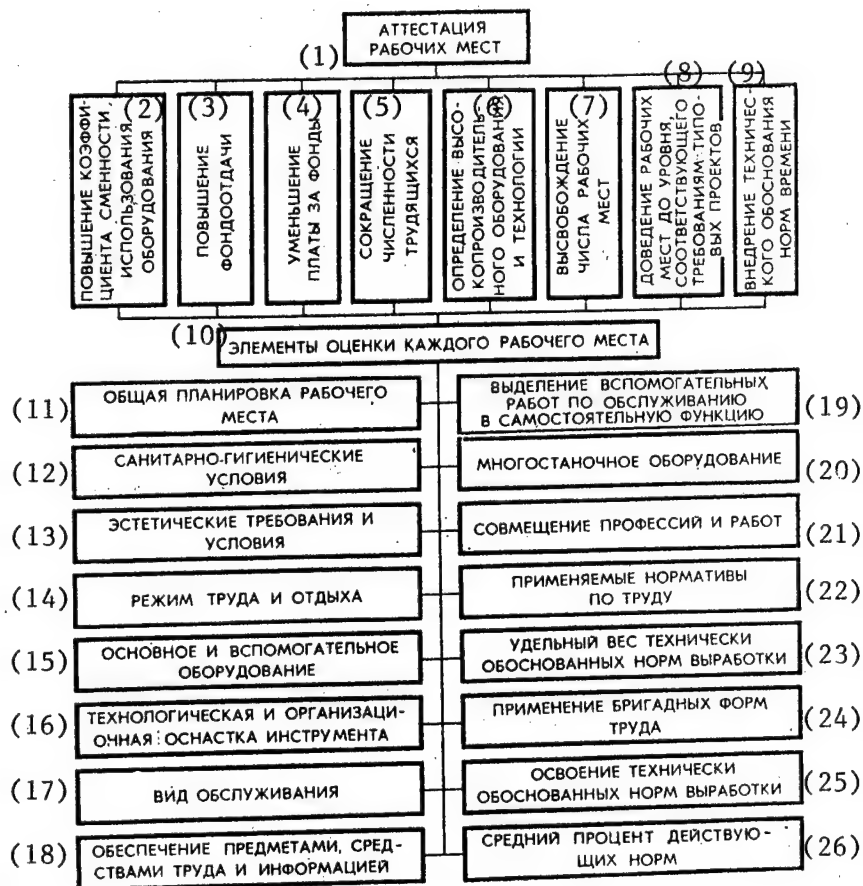 АТТЕСТАЦИЯ
РАБОЧИХ МЕСТ
(1)
(2)
ПОВЫШЕНИЕ КОЭФФИ-
ЦИЕНТА СМЕННОСТИ,
ИСПОЛЬЗОВАНИЯ
ОБОРУДОВАНИЯ
(3)
ПОВЫШЕНИЕ
ФОНДООТДАЧИ
(4)
УМЕНЬШЕНИЕ
ПЛАТЫ ЗА ФОНДЫ
(5)
СОКРАЩЕНИЕ
ЧИСЛЕННОСТИ
ТРУДЯЩИХСЯ
(6)
ОПРЕДЕЛЕНИЕ ВЫСО-
КОПРОИЗВОДИТЕЛЬ-
НОГО ОБОРУДОВАНИЯ
И ТЕХНОЛОГИИ
(7)
ВЫСВОБОЖДЕНИЕ
ЧИСЛА РАБОЧИХ
МЕСТ
(8)
ДОВЕДЕНИЕ РАБОЧИХ
МЕСТ ДО УРОВНЯ,
СООТВЕТСТВУЮЩЕГО
ТРЕБОВАНИЯМ ТИПО-
ВЫХ ПРОЕКТОВ
(9)
ВНЕДРЕНИЕ ТЕХНИЧЕС-
КОГО ОБОСНОВАНИЯ
НОРМ ВРЕМЕНИ
(10)
ЭЛЕМЕНТЫ ОЦЕНКИ КАЖДОГО РАБОЧЕГО МЕСТА
(11)
ОБЩАЯ ПЛАНИРОВКА РАБОЧЕГО
МЕСТА
(12)
САНИТАРНО-ГИГИЕНИЧЕСКИЕ
УСЛОВИЯ
(13)
ЭСТЕТИЧЕСКИЕ ТРЕБОВАНИЯ И
УСЛОВИЯ
(14)
РЕЖИМ ТРУДА И ОТДЫХА
(15)
ОСНОВНОЕ И ВСПОМОГАТЕЛЬНОЕ
ОБОРУДОВАНИЕ
(16)
ТЕХНОЛОГИЧЕСКАЯ И ОРГАНИЗАЦИ-
ОННАЯ ОСНАСТКА ИНСТРУМЕНТА
(17)
ВИД ОБСЛУЖИВАНИЯ
(18)
ОБЕСПЕЧЕНИЕ ПРЕДМЕТАМИ, СРЕД-
СТВАМИ ТРУДА И ИНФОРМАЦИЕЙ
ВЫДЕЛЕНИЕ ВСПОМОГАТЕЛЬНЫХ
РАБОТ ПО ОБСЛУЖИВАНИЮ
В САМОСТОЯТЕЛЬНУЮ ФУНКЦИЮ
(19)
МНОГОСТАНОЧНОЕ ОБОРУДОВАНИЕ
(20)
СОВМЕЩЕНИЕ ПРОФЕССИЙ И РАБОТ
(21)
ПРИМЕНЯЕМЫЕ НОРМАТИВЫ
ПО ТРУДУ
(22)
УДЕЛЬНЫЙ ВЕС ТЕХНИЧЕСКИ
ОБОСНОВАННЫХ НОРМ ВЫРАБОТКИ
(23)
ПРИМЕНЕНИЕ БРИГАДНЫХ ФОРМ
ТРУДА
(24)
ОСВОЕНИЕ ТЕХНИЧЕСКИ
ОБОСНОВАННЫХ НОРМ ВЫРАБОТКИ
(25)
СРЕДНИЙ ПРОЦЕНТ ДЕЙСТВУЮ-
ЩИХ НОРМ
(26)